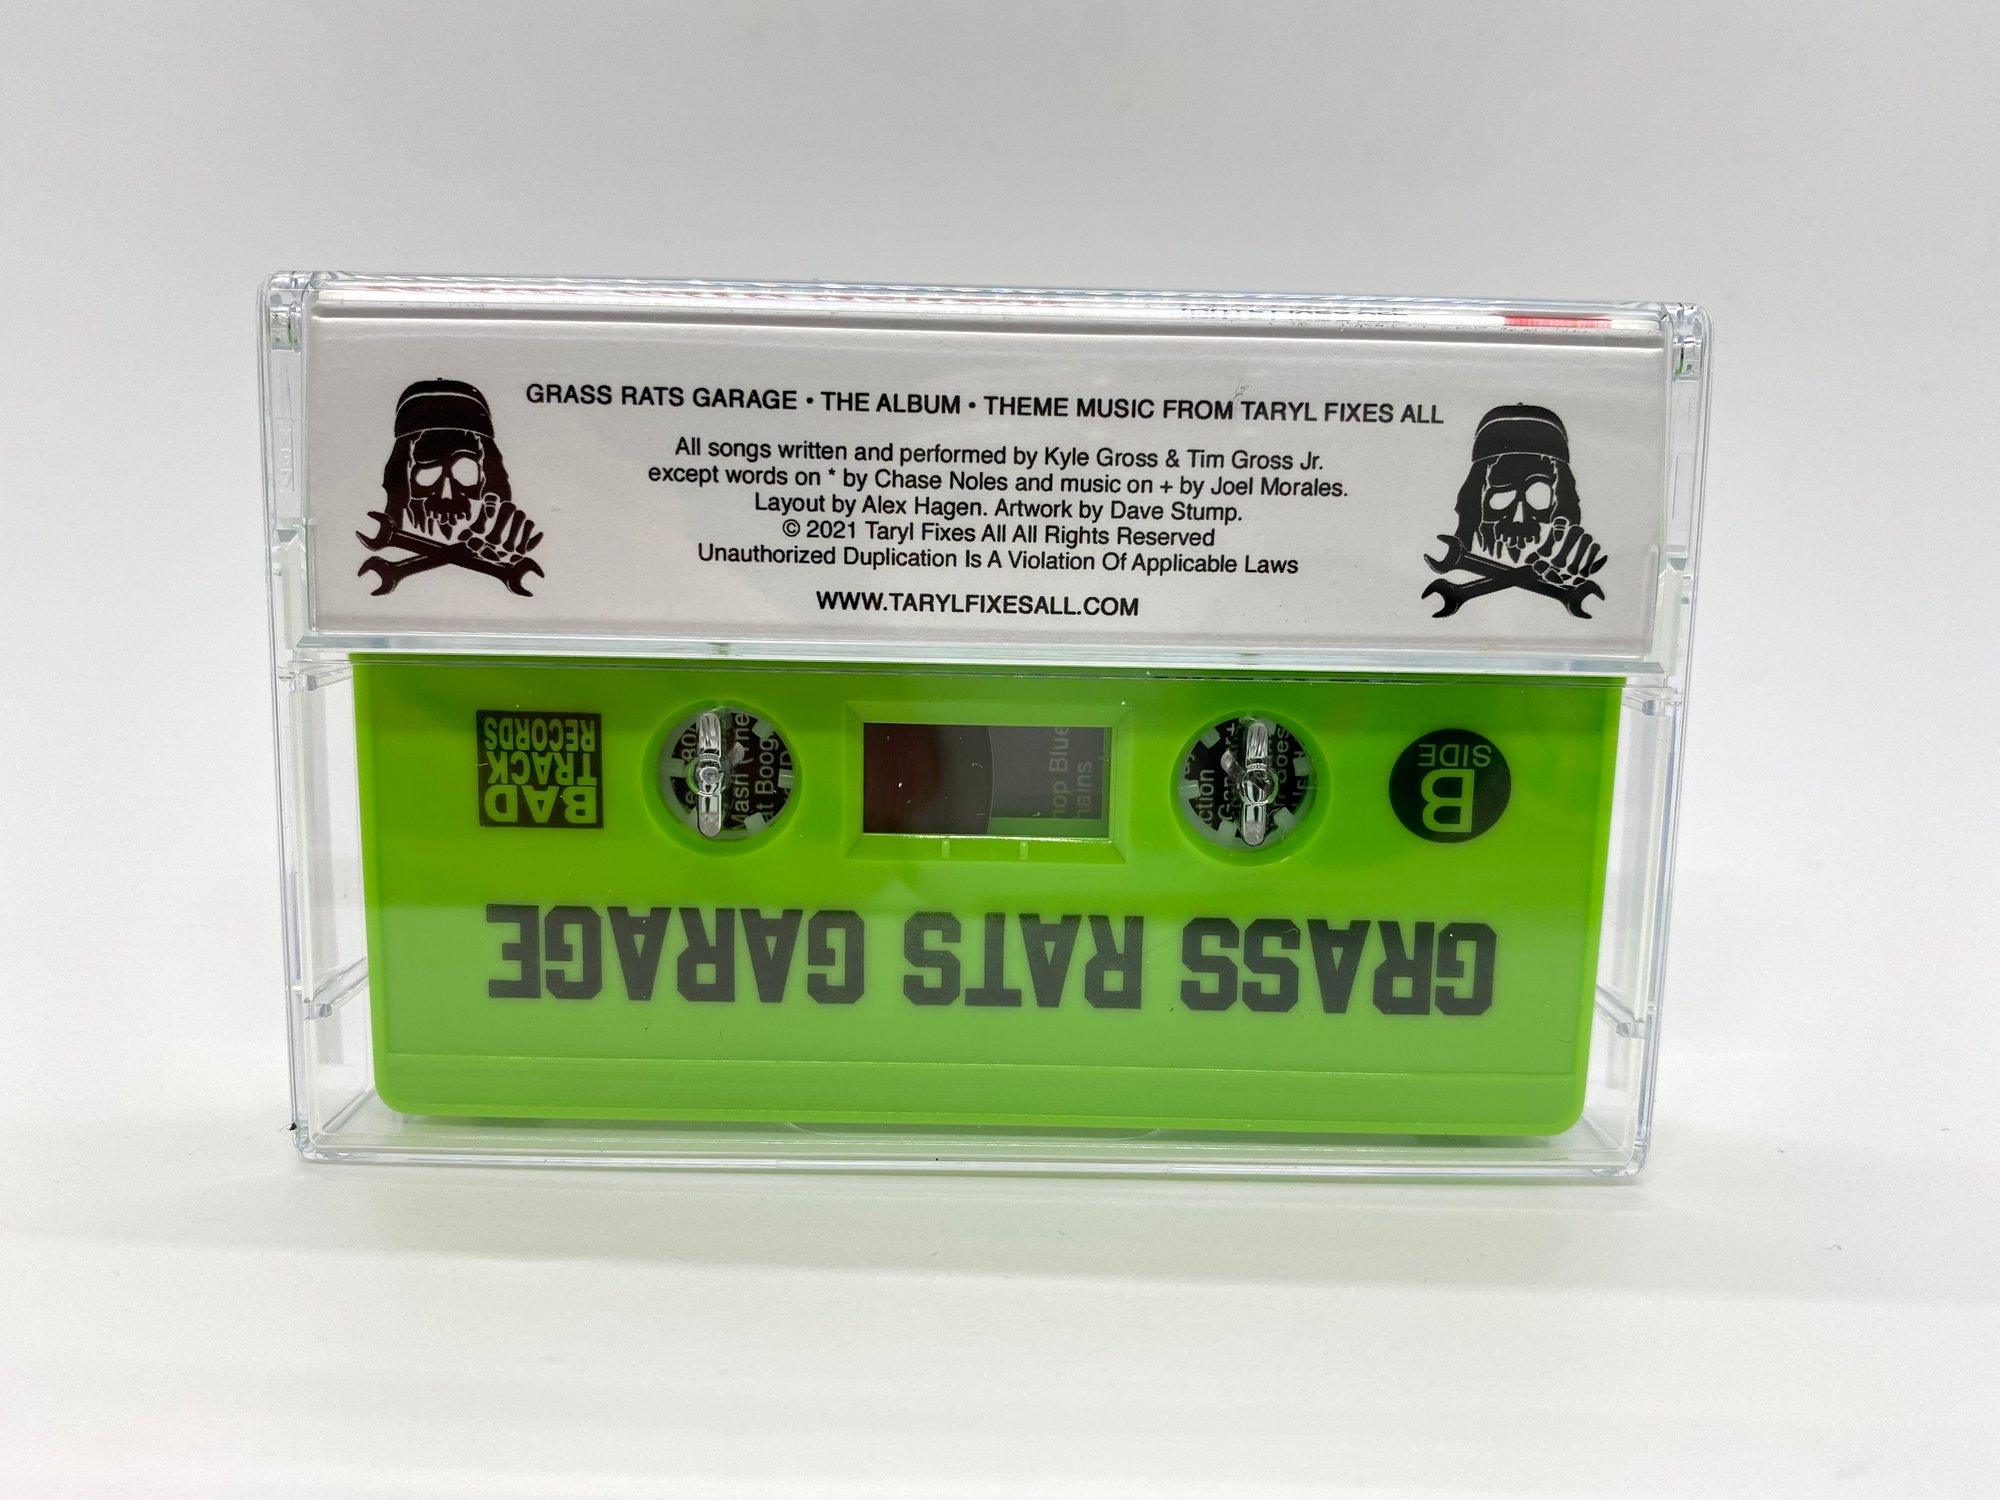 GRASS RATS GARAGE • THE ALBUM • THEME MUSIC FROM TARYL FIXES ALL
All songs written and performed by Kyle Gross & Tim Gross Jr.
except words on * by Chase Noles and music on + by Joel Morales.
Layout by Alex Hagen. Artwork by Dave Stump.
© 2021 Taryl Fixes All All Rights Reserved
Unauthorized Duplication Is A Violation Of Applicable Laws
WWW.TARYLFIXESALL.COM
BAD
TRACK
RECORDS
SIDE
B
GRASS RATS GARAGE